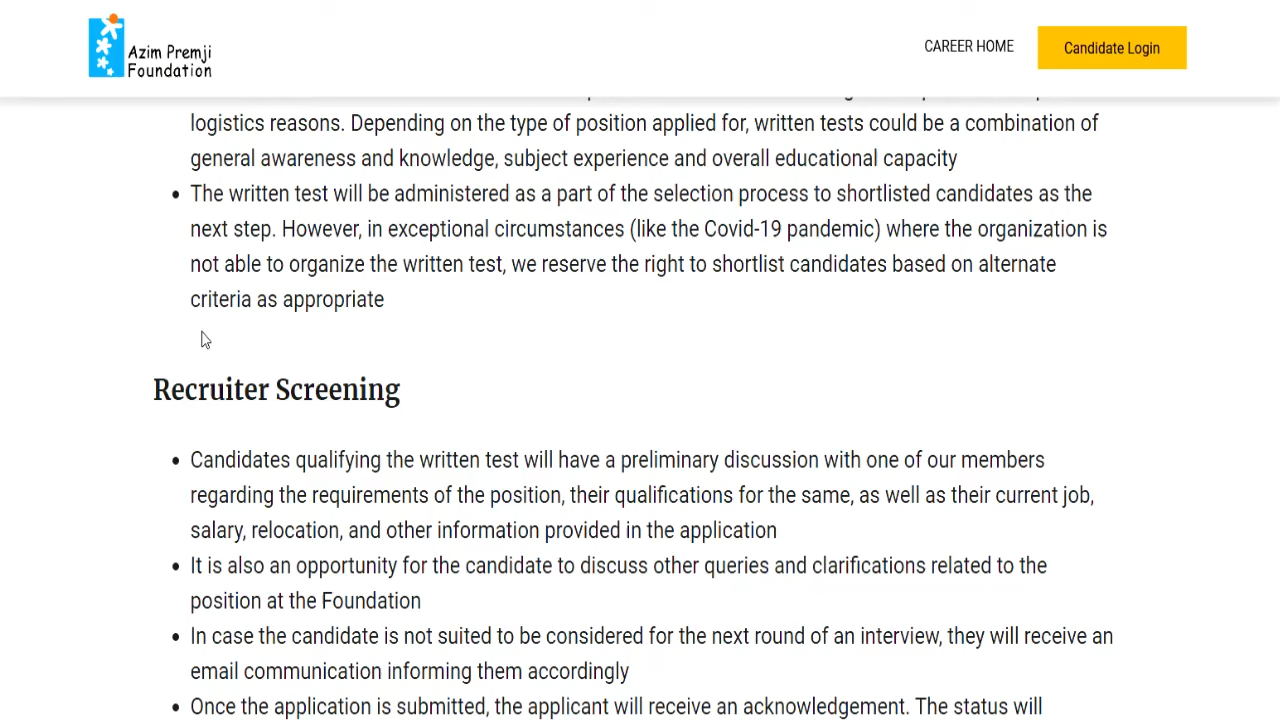 Azim Premji
Foundation
CAREER HOME
Candidate Login
logistics reasons. Depending on the type of position applied for, written tests could be a combination of
general awareness and knowledge, subject experience and overall educational capacity
• The written test will be administered as a part of the selection process to shortlisted candidates as the
next step. However, in exceptional circumstances (like the Covid-19 pandemic) where the organization is
not able to organize the written test, we reserve the right to shortlist candidates based on alternate
criteria as appropriate
Recruiter Screening
• Candidates qualifying the written test will have a preliminary discussion with one of our members
regarding the requirements of the position, their qualifications for the same, as well as their current job,
salary, relocation, and other information provided in the application
• It is also an opportunity for the candidate to discuss other queries and clarifications related to the
position at the Foundation
• In case the candidate is not suited to be considered for the next round of an interview, they will receive an
email communication informing them accordingly
• Once the application is submitted, the applicant will receive an acknowledgement. The status will